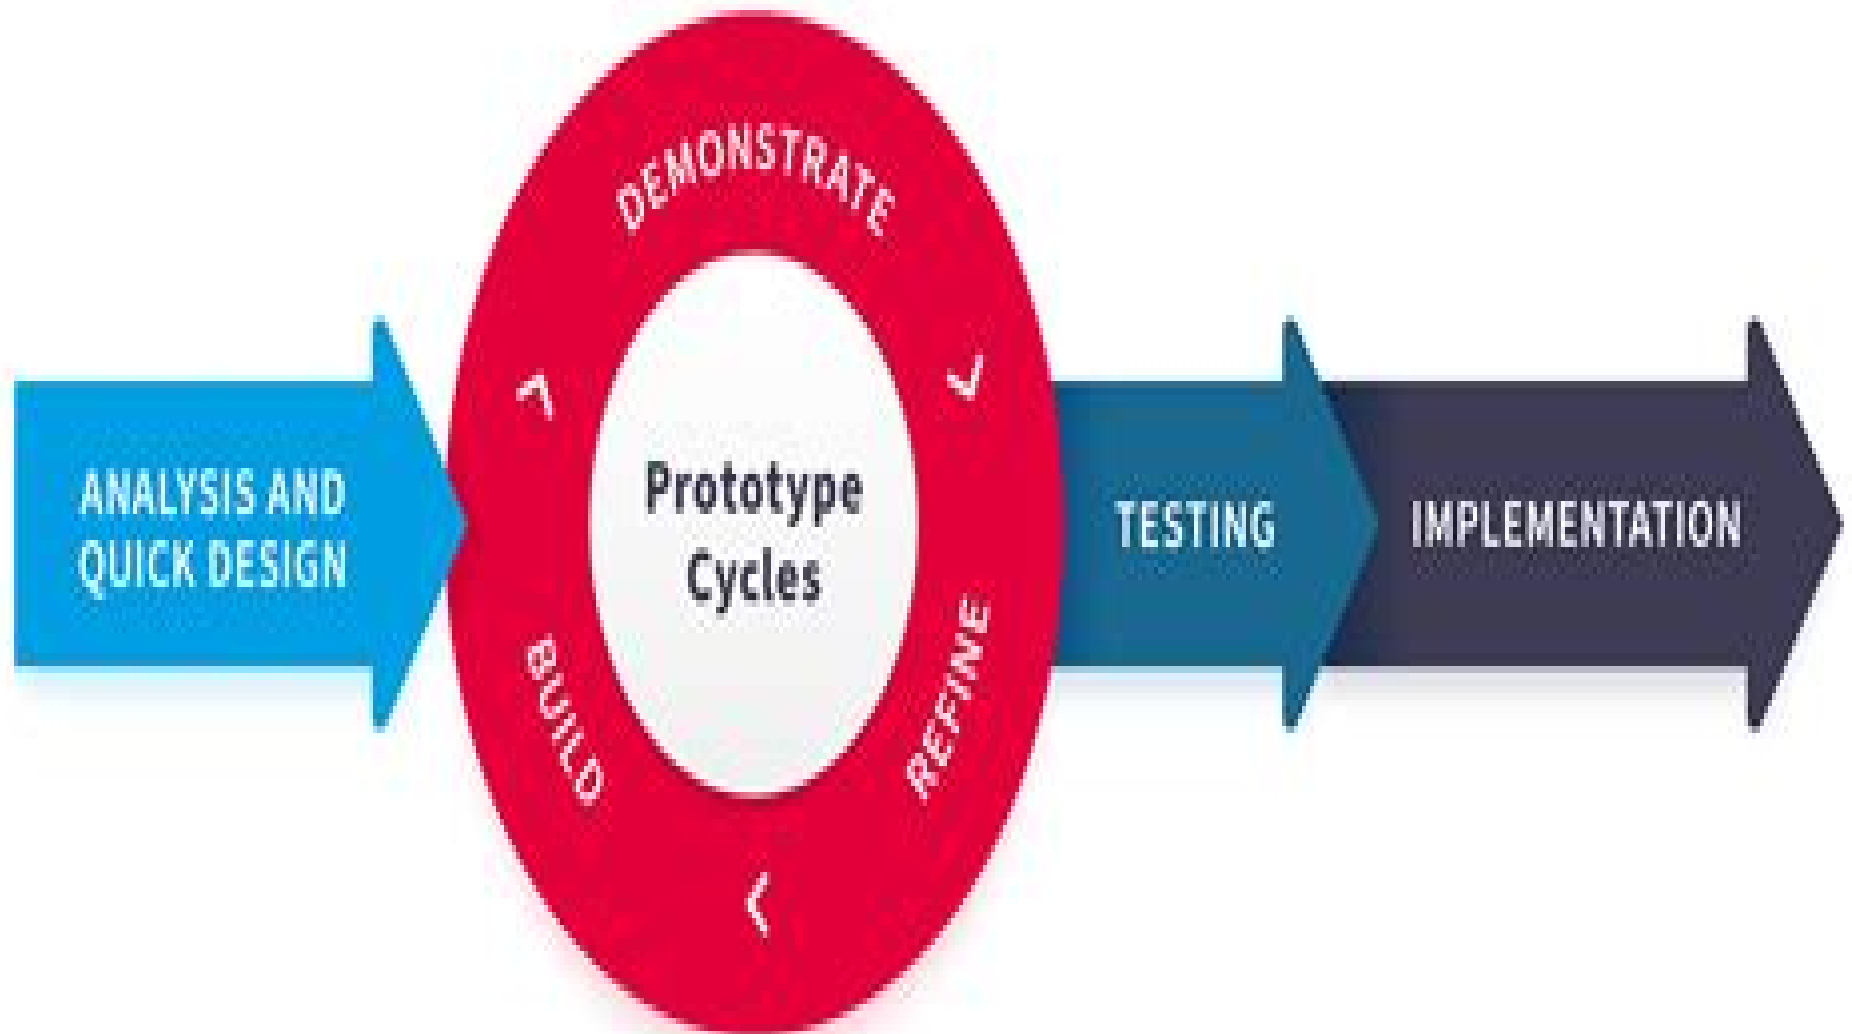 ANALYSIS AND
QUICK DESIGN
DEMONSTRATE
Prototype
Cycles
BUILD
REFINE
TESTING
IMPLEMENTATION